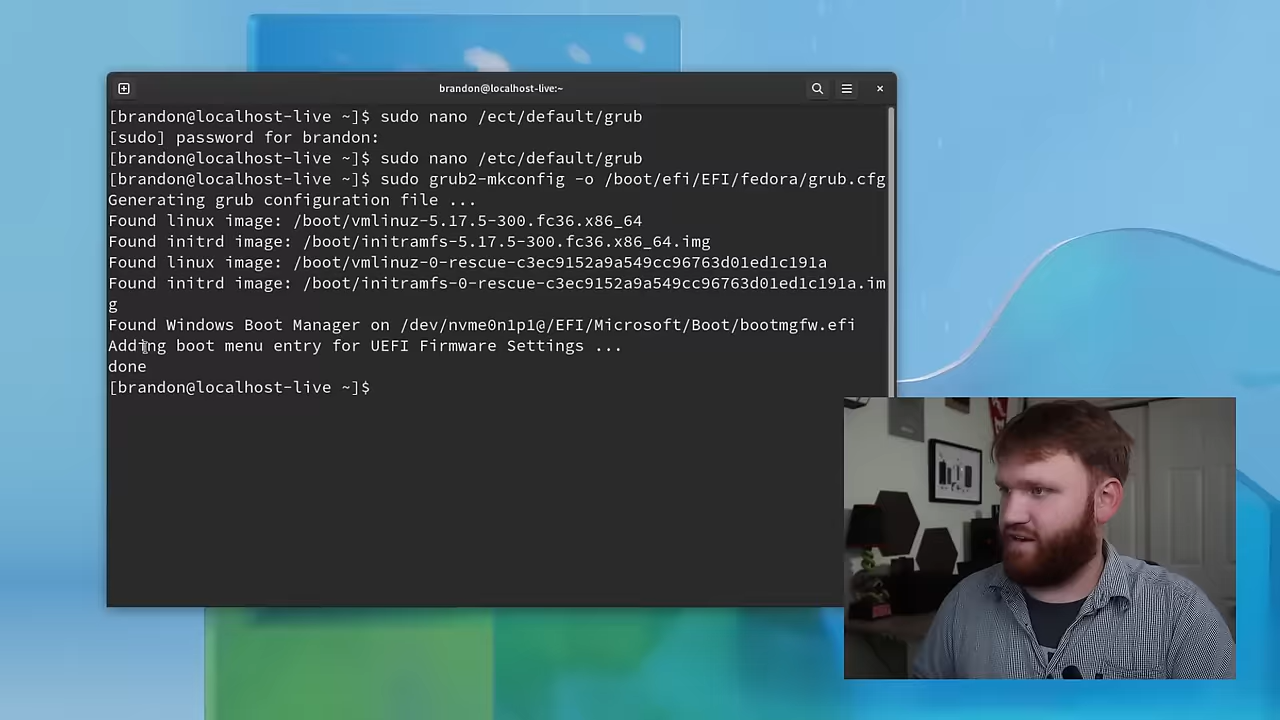 brandon@localhost-live:~
[brandon@localhost-live ~]$ sudo nano /ect/default/grub
[sudo] password for brandon:
[brandon@localhost-live ~]$ sudo nano /etc/default/grub
[brandon@localhost-live ~]$ sudo grub2-mkconfig -o /boot/efi/EFI/fedora/grub.cfg
Generating grub configuration file ...
Found linux image: /boot/vmlinuz-5.17.5-300.fc36.x86_64
Found initrd image: /boot/initramfs-5.17.5-300.fc36.x86_64.img
Found linux image: /boot/vmlinuz-0-rescue-c3ec9152a9a549cc96763d01ed1c191a
Found initrd image: /boot/initramfs-0-rescue-c3ec9152a9a549cc96763d01ed1c191a.im
g
Found Windows Boot Manager on /dev/nvme0n1p1@/EFI/Microsoft/Boot/bootmgfw.efi
Adding boot menu entry for UEFI Firmware Settings ...
done
[brandon@localhost-live ~]$